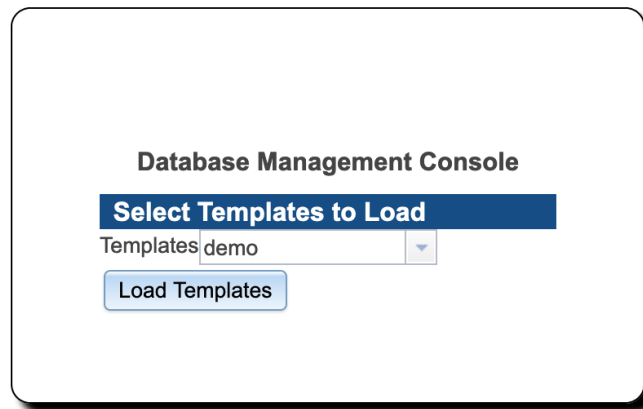 Database Management Console
Select Templates to Load
Templates demo
Load Templates